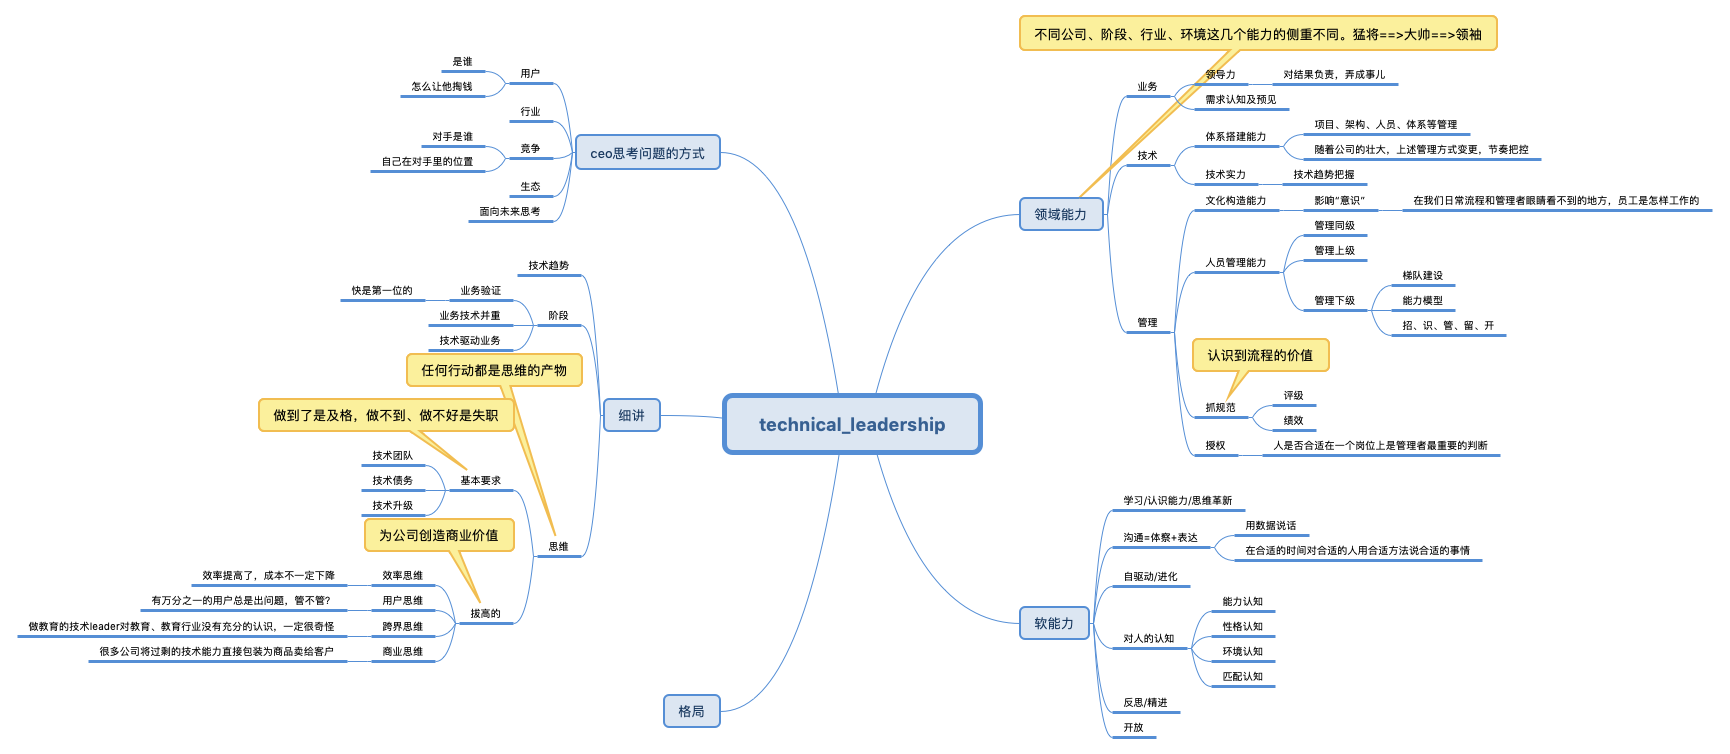 technical_leadership
不同公司、阶段、行业、环境这几个能力的侧重不同。猛将==>大帅==>领袖
领域能力
业务
领导力
对结果负责，弄成事儿
需求认知及预见
技术
体系搭建能力
项目、架构、人员、体系等管理
随着公司的壮大，上述管理方式变更，节奏把控
技术实力
技术趋势把握
管理
文化构造能力
影响“意识”
在我们日常流程和管理者眼睛看不到的地方，员工是怎样工作的
人员管理能力
管理同级
管理上级
管理下级
梯队建设
能力模型
招、识、管、留、开
认识到流程的价值
抓规范
评级
绩效
授权
人是否合适在一个岗位上是管理者最重要的判断
软能力
学习/认识能力/思维革新
沟通=体察+表达
用数据说话
在合适的时间对合适的人用合适方法说合适的事情
自驱动/进化
对人的认知
能力认知
性格认知
环境认知
匹配认知
反思/精进
开放
ceo思考问题的方式
用户
是谁
怎么让他掏钱
行业
竞争
对手是谁
自己在对手里的位置
生态
面向未来思考
细讲
技术趋势
阶段
业务验证
快是第一位的
业务技术并重
技术驱动业务
任何行动都是思维的产物
思维
做到了是及格，做不到、做不好是失职
基本要求
技术团队
技术债务
技术升级
为公司创造商业价值
拔高的
效率思维
效率提高了，成本不一定下降
用户思维
有万分之一的用户总是出问题，管不管？
跨界思维
做教育的技术leader对教育、教育行业没有充分的认识，一定很奇怪
商业思维
很多公司将过剩的技术能力直接包装为商品卖给客户
格局